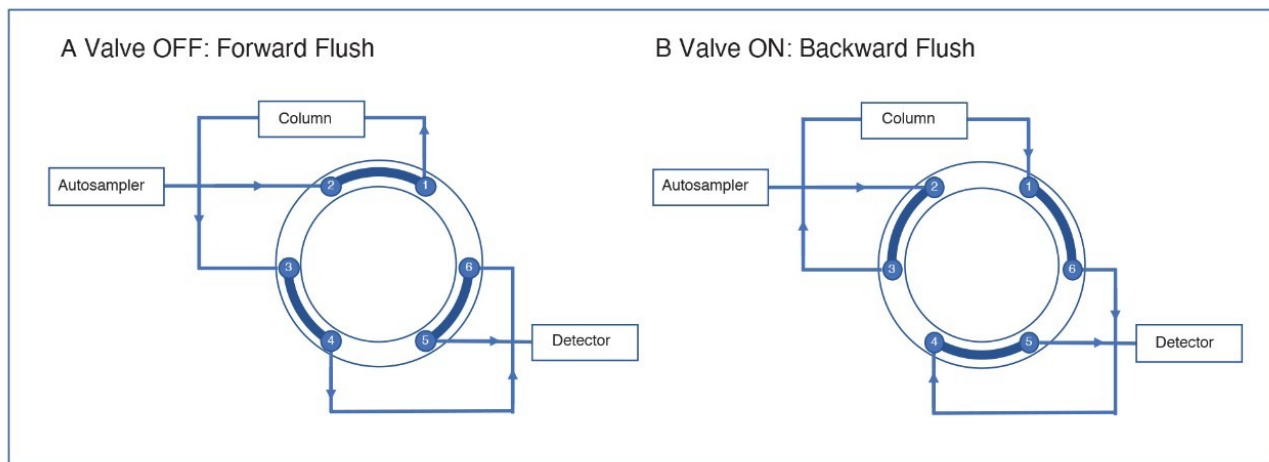 A Valve OFF: Forward Flush
Column
Autosampler
2
1
3
6
4
5
Detector
B Valve ON: Backward Flush
Column
Autosampler
2
1
3
6
4
5
Detector